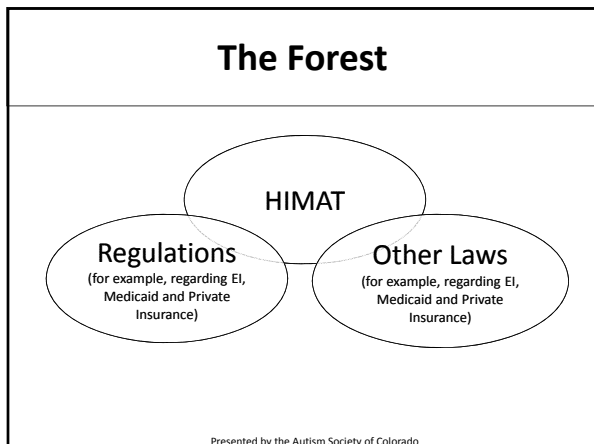 The Forest
HIMAT
Regulations
(for example, regarding EI,
Medicaid and Private
Insurance)
Other Laws
(for example, regarding EI,
Medicaid and Private
Insurance)
Presented by the Autism Society of Colorado